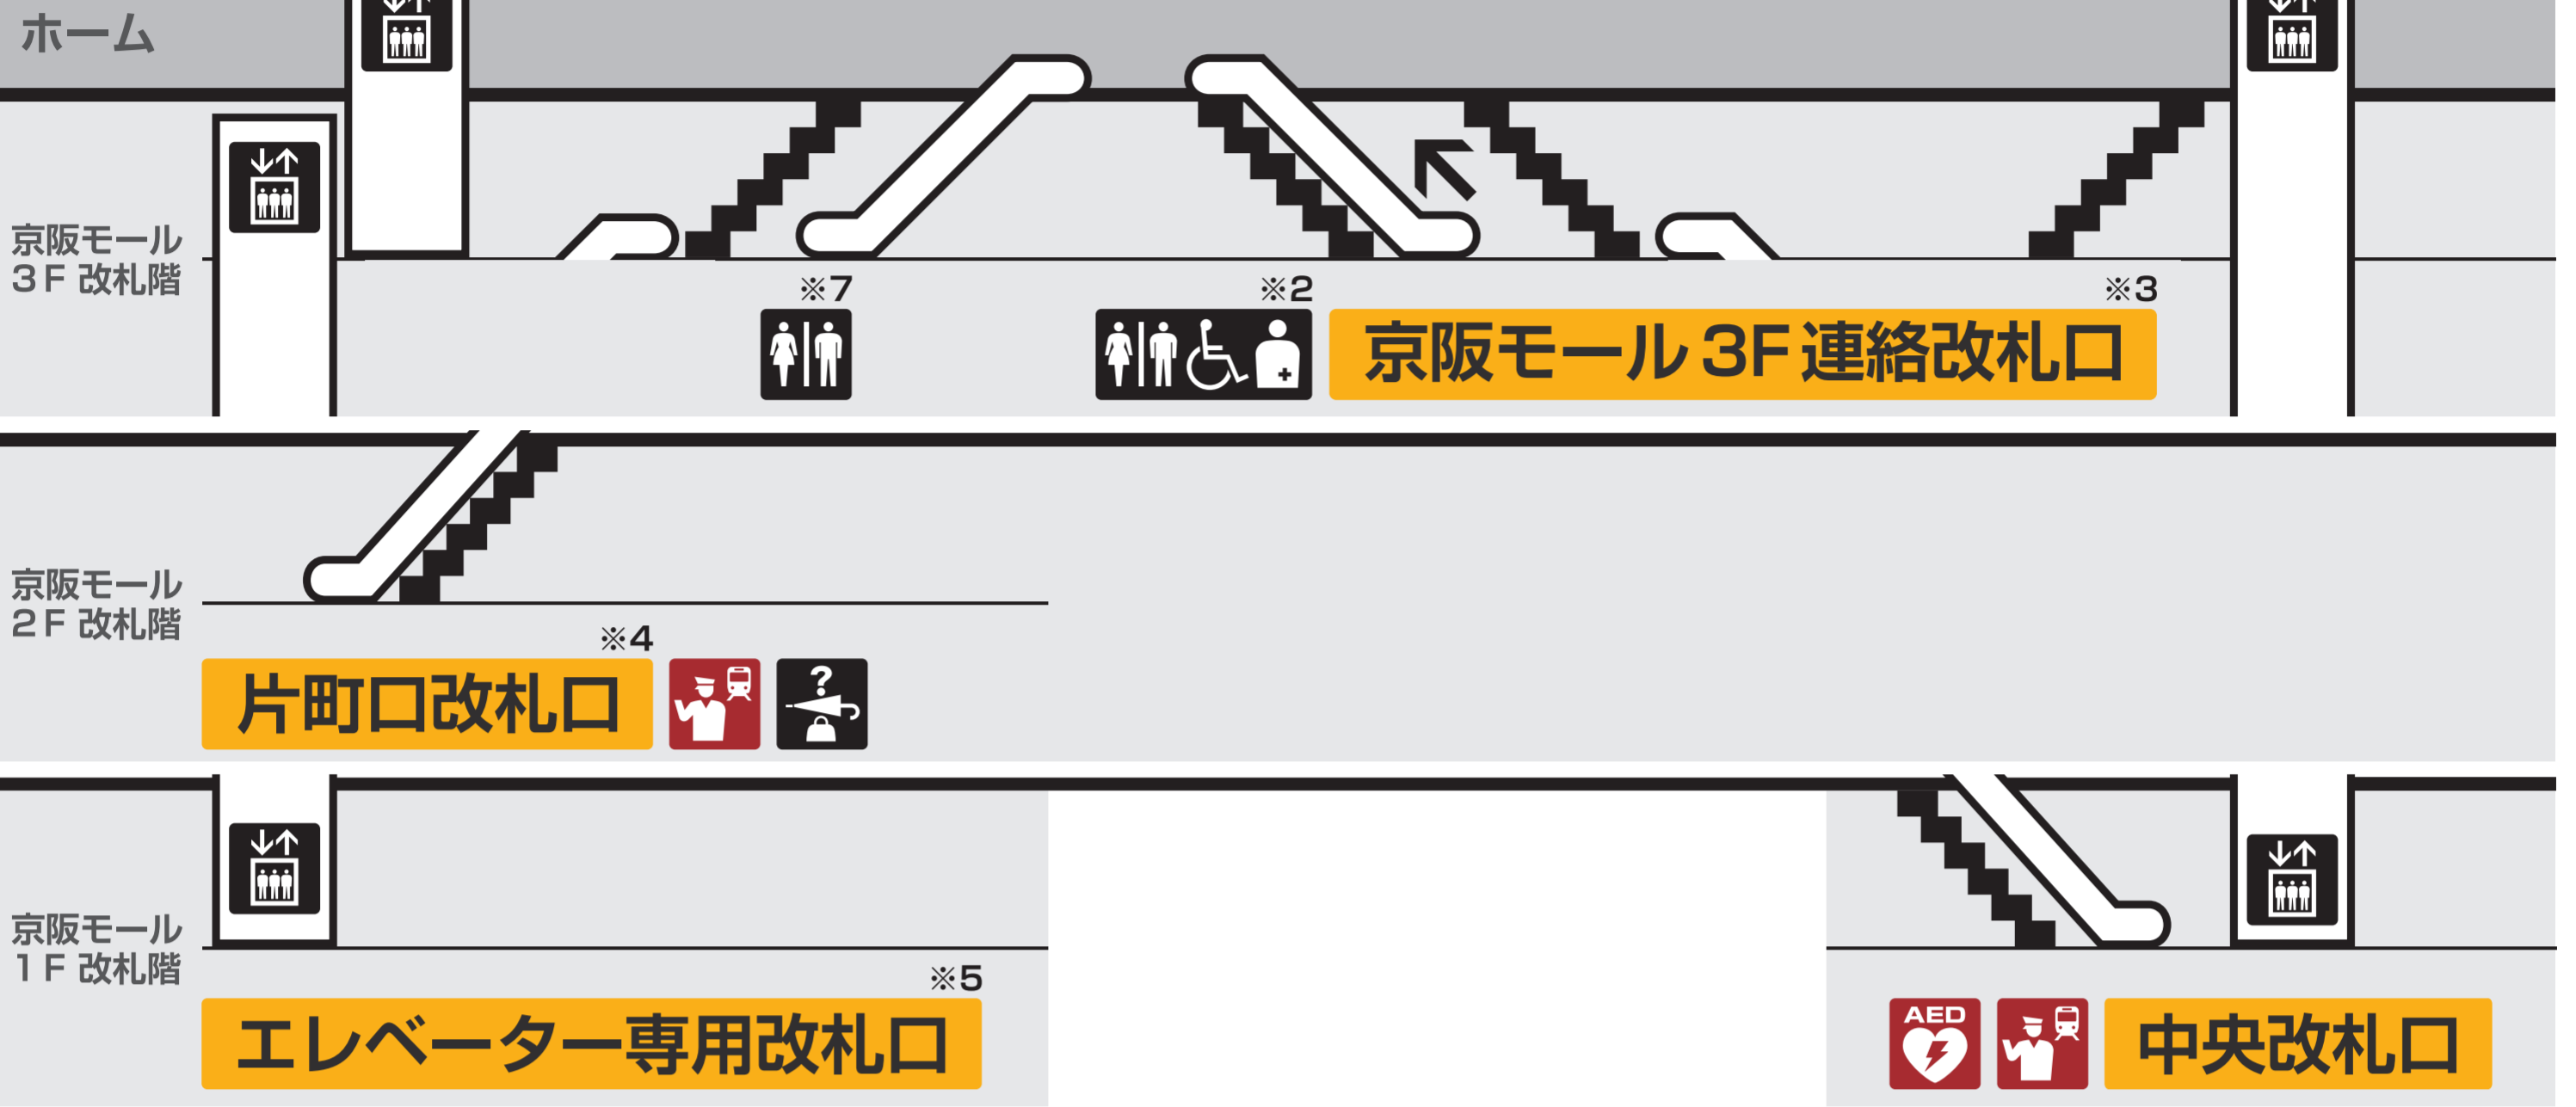 ホーム
京阪モール
3F 改札階
※7
※2
※3
京阪モール3F連絡改札口
京阪モール
2F 改札階
※4
片町口改札口
?
京阪モール
1F 改札階
※5
エレベーター専用改札口
AED
中央改札口